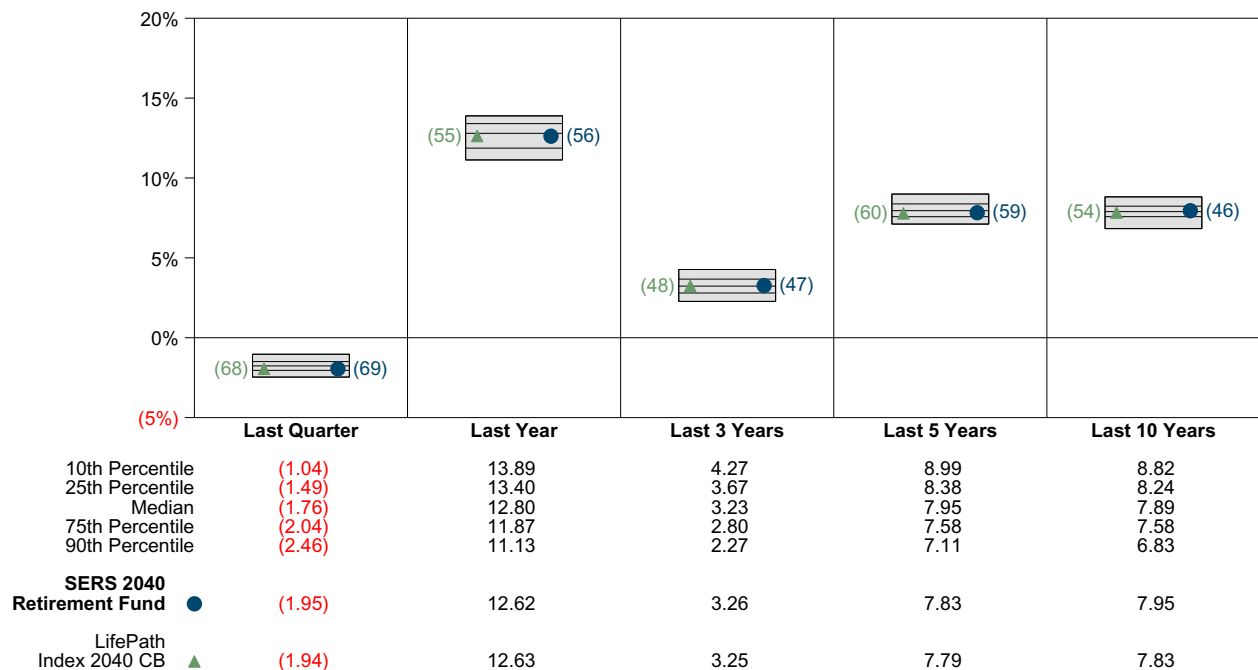 20%
15%
(55) (56)
10%
(60) (59) (54) (46)
5%
(48) (47)
0%
(68) (69)
(5%)
Last Quarter Last Year Last 3 Years Last 5 Years Last 10 Years
10th Percentile (1.04) 13.89 4.27 8.99 8.82
25th Percentile (1.49) 13.40 3.67 8.38 8.24
Median (1.76) 12.80 3.23 7.95 7.89
75th Percentile (2.04) 11.87 2.80 7.58 7.58
90th Percentile (2.46) 11.13 2.27 7.11 6.83
SERS 2040
Retirement Fund (1.95) 12.62 3.26 7.83 7.95
LifePath
Index 2040 CB (1.94) 12.63 3.25 7.79 7.83